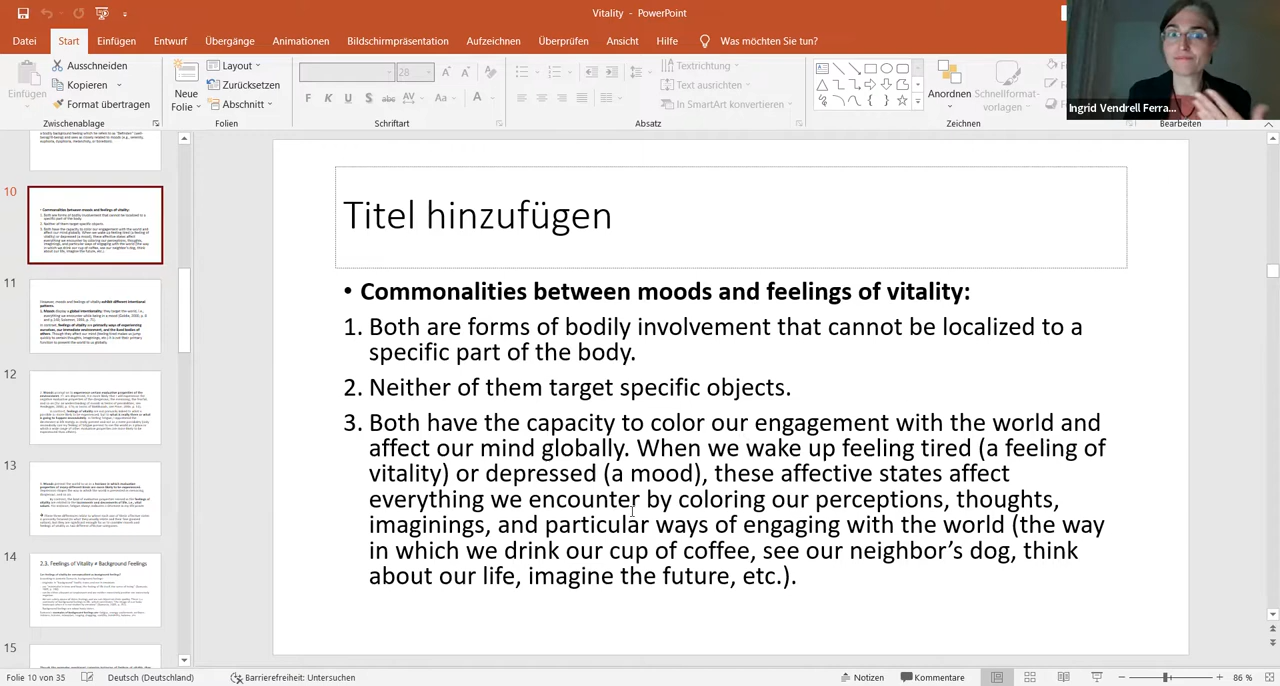 Vitality - PowerPoint
Datei Start Einfügen Entwurf Übergänge Animationen Bildschirmpräsentation Aufzeichnen Überprüfen Ansicht Hilfe Was möchten Sie tun?
Einfügen
Ausschneiden
Kopieren
Format übertragen
Zwischenablage
Neue
Folie
Layout
Zurücksetzen
Abschnitt
Folien
28
F K U S abc AV Aa A
Schriftart
Textrichtung
Text ausrichten
In SmartArt konvertieren
Absatz
Anordnen
Schnellformat-
vorlagen
Zeichnen
Bearbeiten
Ingrid Vendrell Ferra...
10
11
12
13
14
2.3. Feelings of Vitality ≠ Background Feelings
15
Titel hinzufügen
• Commonalities between moods and feelings of vitality:
1. Both are forms of bodily involvement that cannot be localized to a
specific part of the body.
2. Neither of them target specific objects.
3. Both have the capacity to color our engagement with the world and
affect our mind globally. When we wake up feeling tired (a feeling of
vitality) or depressed (a mood), these affective states affect
everything we encounter by coloring our perceptions, thoughts,
imaginings, and particular ways of engaging with the world (the way
in which we drink our cup of coffee, see our neighbor's dog, think
about our life, imagine the future, etc.).
Folie 10 von 35 Deutsch (Deutschland) Barrierefreiheit: Untersuchen Notizen Kommentare 86 %